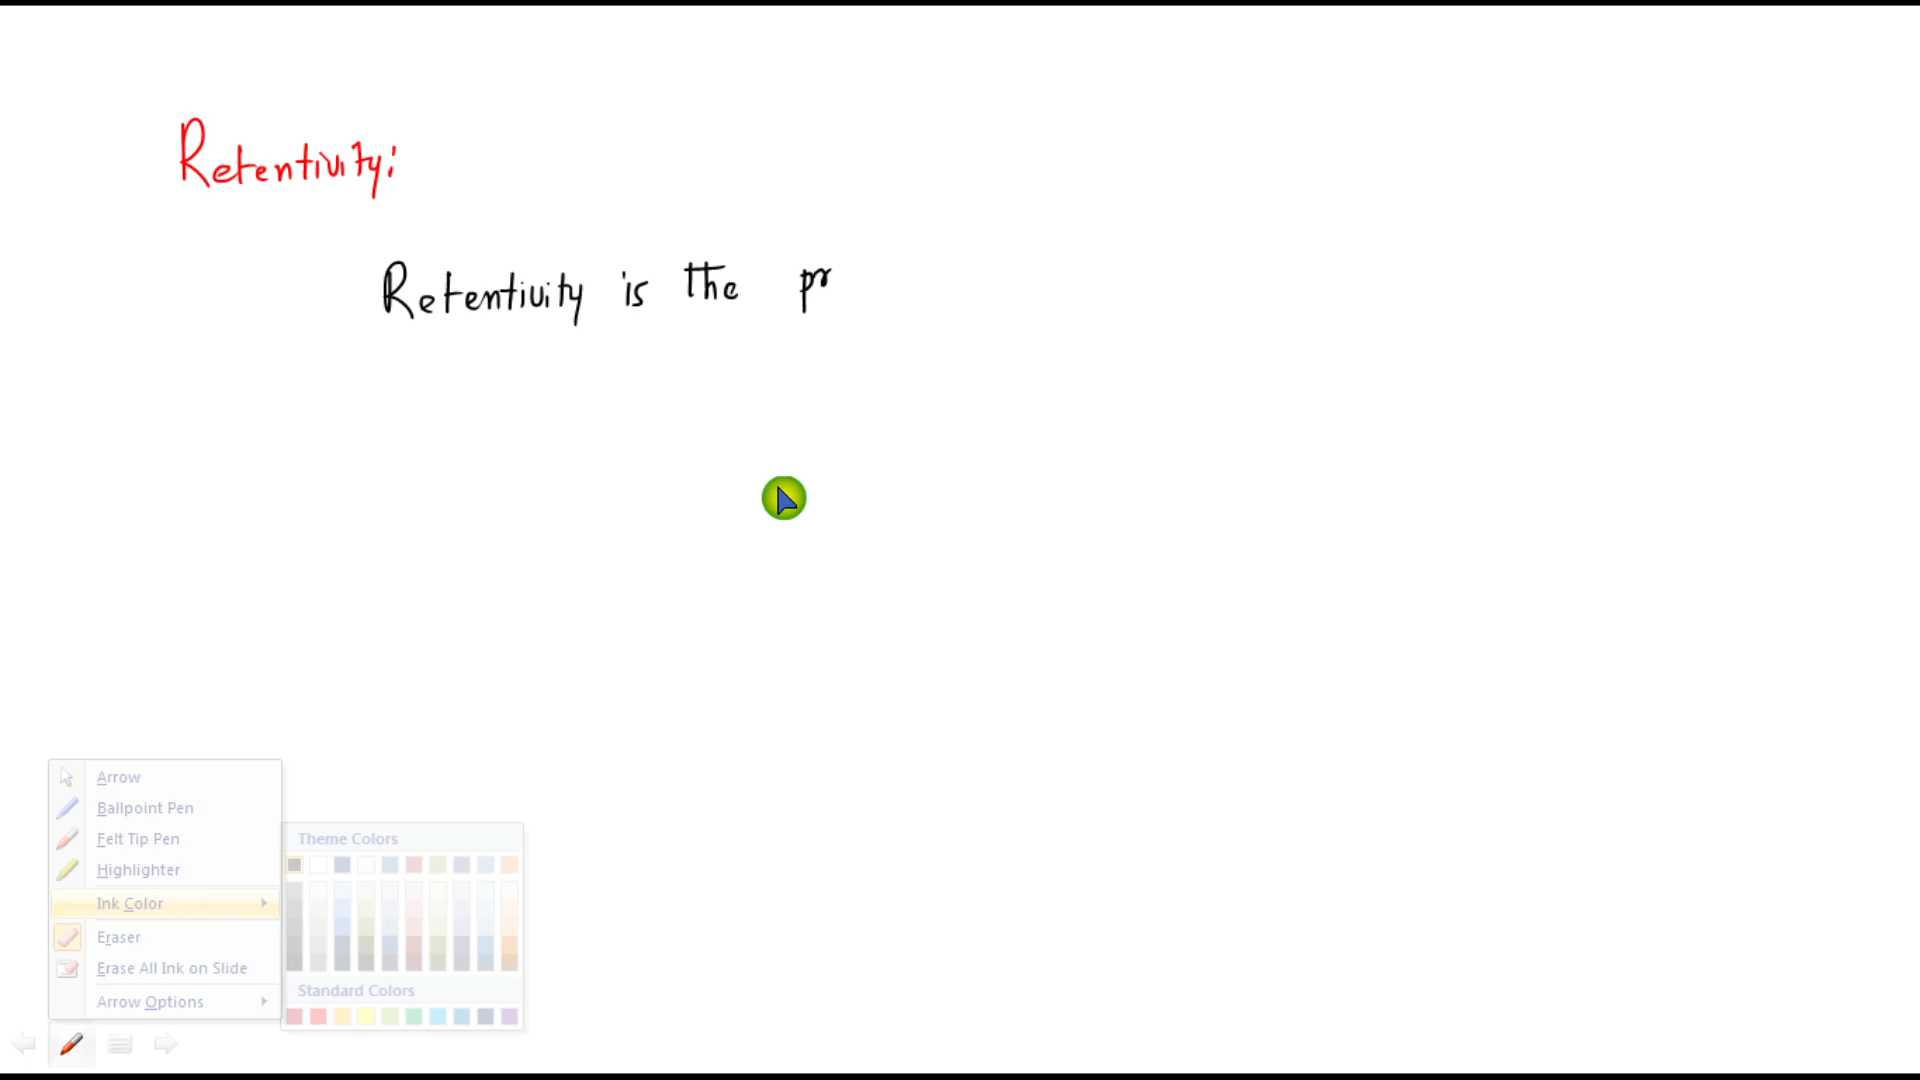 Retentivity:
Retentivity is the pr
Arrow
Ballpoint Pen
Felt Tip Pen
Highlighter
Ink Color
Eraser
Erase All Ink on Slide
Arrow Options
Theme Colors
Standard Colors